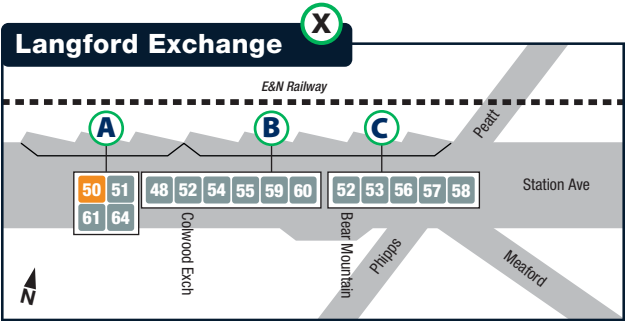 X
Langford Exchange
E&N Railway
Peatt
A
B
C
50 51
61 64
48 52 54 55 59 60
52 53 56 57 58
Station Ave
Colwood Exch
Bear Mountain
Phipps
Meaford
N